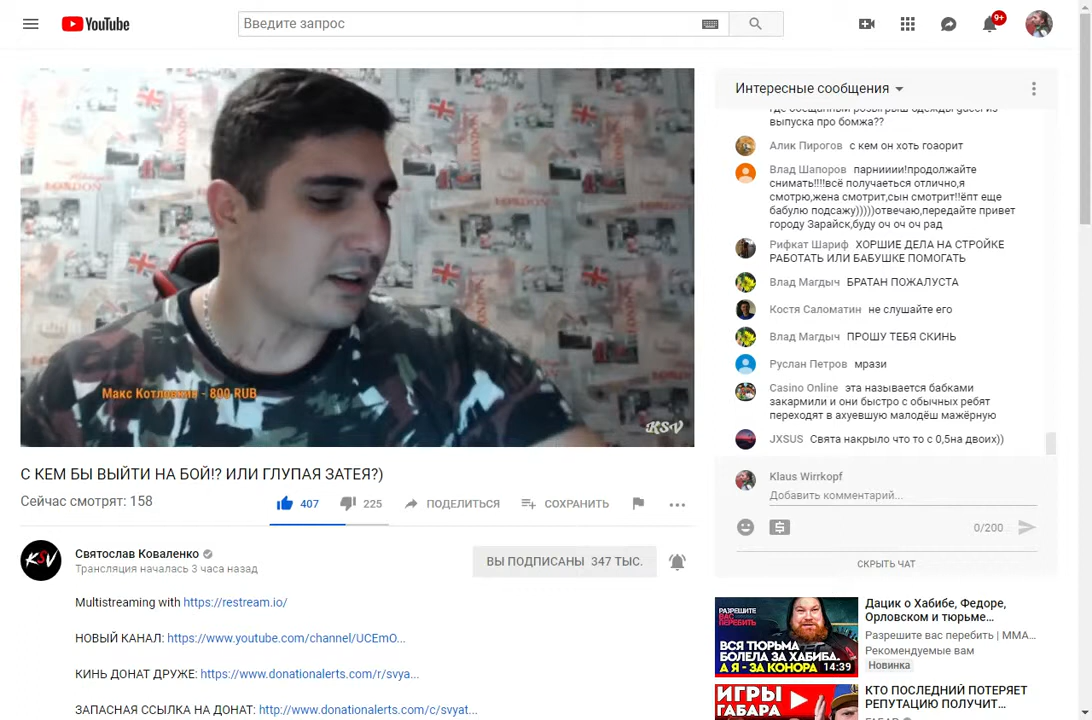 YouTube
Введите запрос
9+
LONDON
LONDON
LONDON
Макс Котловкин - 800 RUB
KSV
С КЕМ БЫ ВЫЙТИ НА БОЙ!? ИЛИ ГЛУПАЯ ЗАТЕЯ?)
Сейчас смотрят: 158
407
225
ПОДЕЛИТЬСЯ
СОХРАНИТЬ
KSV
Святослав Коваленко
Трансляция началась 3 часа назад
ВЫ ПОДПИСАНЫ 347 ТЫС.
Multistreaming with https://restream.io/
НОВЫЙ КАНАЛ: https://www.youtube.com/channel/UCEmO...
КИНЬ ДОНАТ ДРУЖЕ: https://www.donationalerts.com/r/svya...
ЗАПАСНАЯ ССЫЛКА НА ДОНАТ: http://www.donationalerts.com/c/svyat...
Интересные сообщения
где обещанный розыгрыш одежды gucci из
выпуска про бомжа??
Алик Пирогов с кем он хоть гоаорит
Влад Шапоров парнииии!продолжайте
снимать!!!!всё получаеться отлично,я
смотрю,жена смотрит,сын смотрит!!ёпт еще
бабулю подсажу)))))отвечаю,передайте привет
городу Зарайск,буду оч оч оч рад
Рифкат Шариф ХОРШИЕ ДЕЛА НА СТРОЙКЕ
РАБОТАТЬ ИЛИ БАБУШКЕ ПОМОГАТЬ
Влад Магдыч БРАТАН ПОЖАЛУСТА
Костя Саломатин не слушайте его
Влад Магдыч ПРОШУ ТЕБЯ СКИНЬ
Руслан Петров мрази
Casino Online эта называется бабками
закармили и они быстро с обычных ребят
переходят в ахуевшую малодёш мажёрную
JXSUS Свята накрыло что то с 0,5на двоих))
Klaus Wirrkopf
Добавить комментарий...
0/200
СКРЫТЬ ЧАТ
РАЗРЕШИТЕ
ВАС
ПЕРЕБИТЬ
ВСЯ ТЮРЬМА
БОЛЕЛА ЗА ХАБИБА.
А Я - ЗА КОНОРА
14:39
Дацик о Хабибе, Федоре,
Орловском и тюрьме...
Разрешите вас перебить | MMA...
Рекомендуемые вам
Новинка
ИГРЫ
ГАБАРА
КТО ПОСЛЕДНИЙ ПОТЕРЯЕТ
РЕПУТАЦИЮ ПОЛУЧИТ...